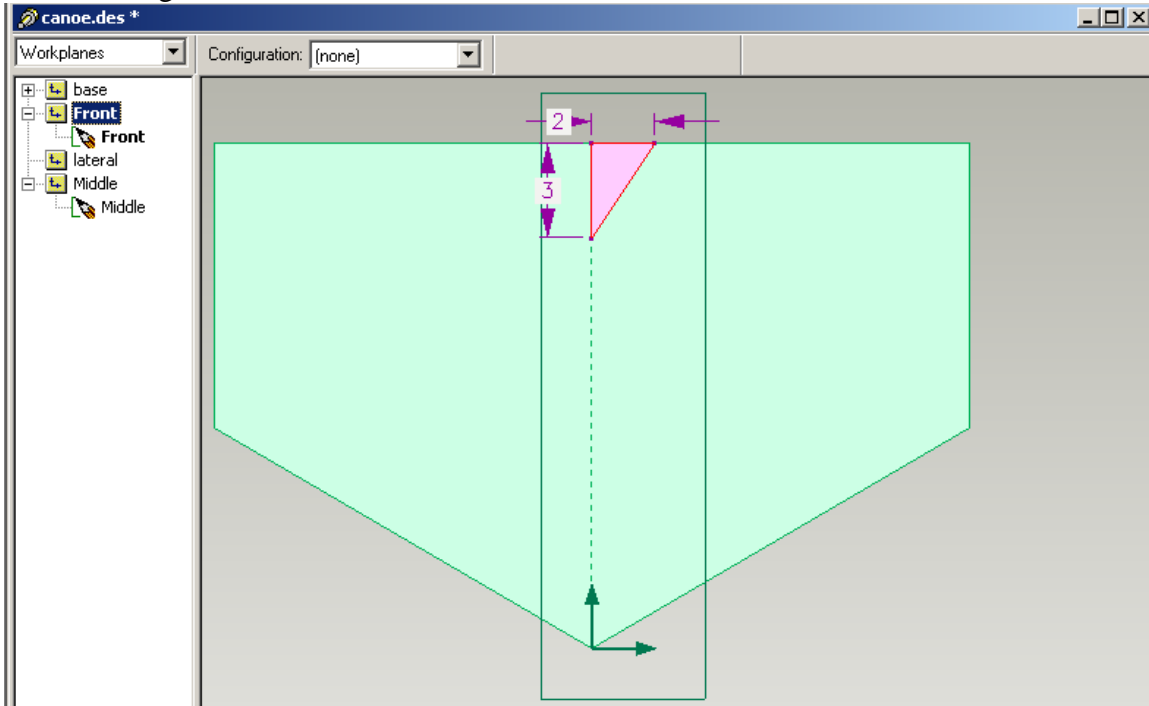 canoe.des *
Workplanes
Configuration: (none)
base
Front
Front
lateral
Middle
Middle
2
3